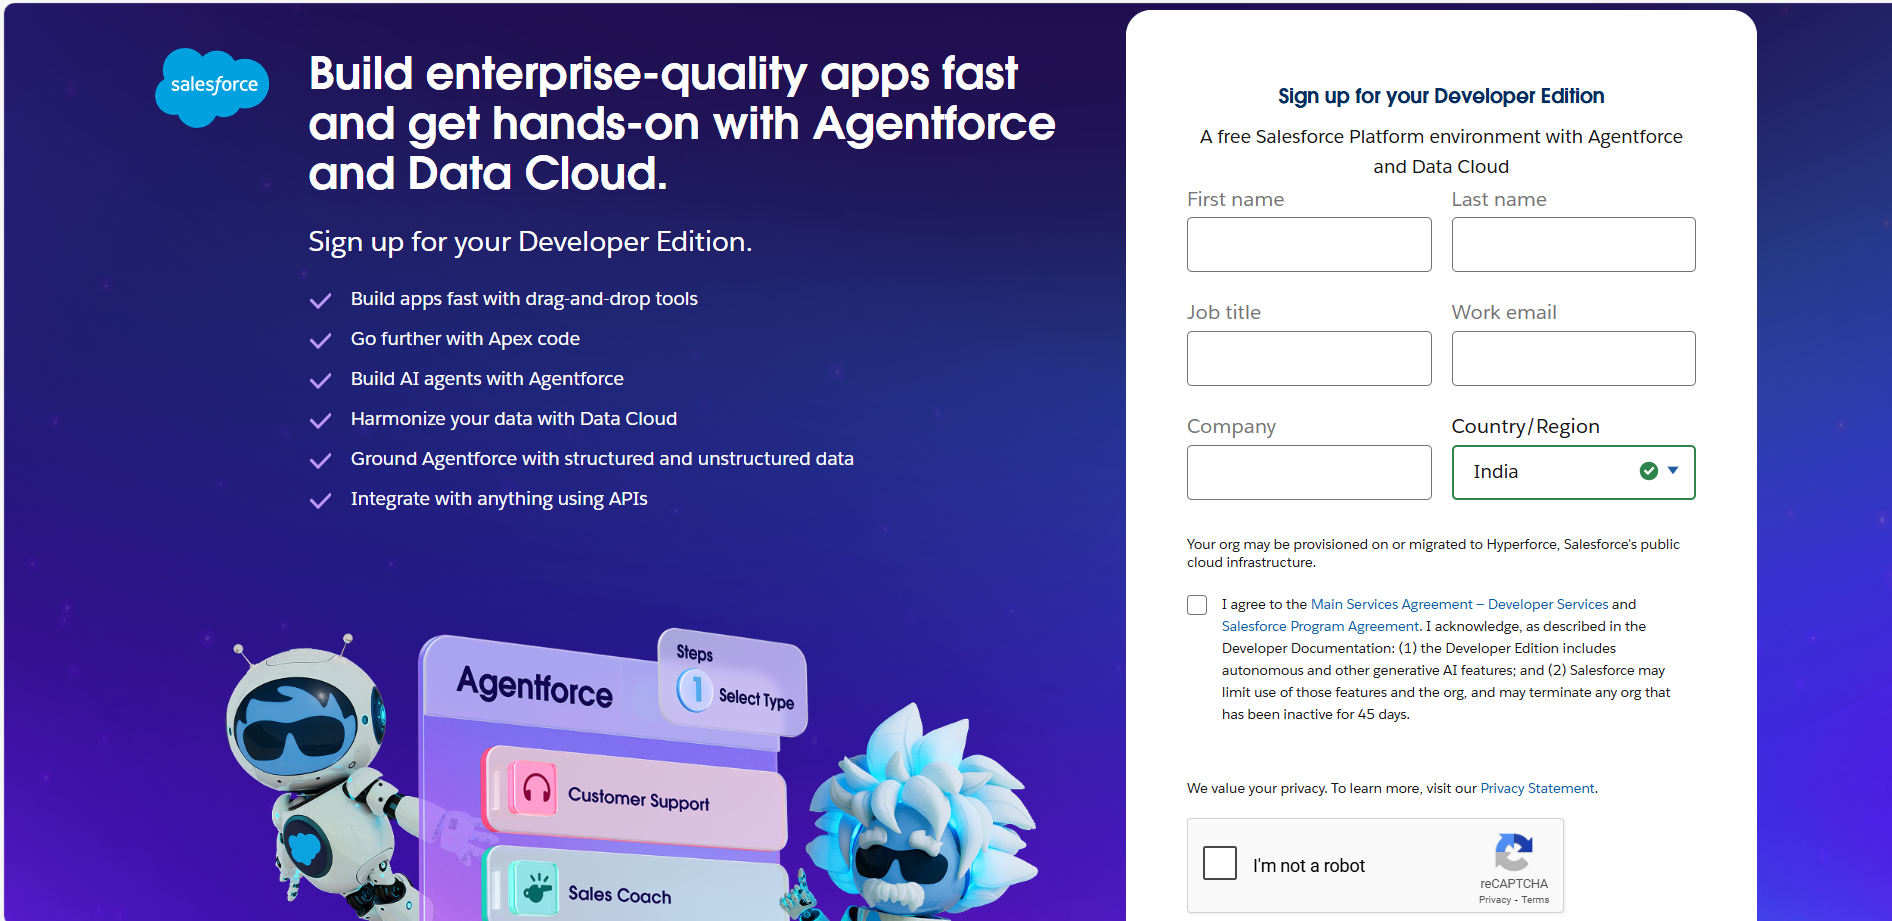 salesforce
Build enterprise-quality apps fast
and get hands-on with Agentforce
and Data Cloud.
Sign up for your Developer Edition.
Build apps fast with drag-and-drop tools
Go further with Apex code
Build AI agents with Agentforce
Harmonize your data with Data Cloud
Ground Agentforce with structured and unstructured data
Integrate with anything using APIs
Agentforce
Steps
1 Select Type
Customer Support
Sales Coach
Sign up for your Developer Edition
A free Salesforce Platform environment with Agentforce
and Data Cloud
First name Last name
Job title Work email
Company Country/Region
India
Your org may be provisioned on or migrated to Hyperforce, Salesforce's public
cloud infrastructure.
I agree to the Main Services Agreement – Developer Services and
Salesforce Program Agreement. I acknowledge, as described in the
Developer Documentation: (1) the Developer Edition includes
autonomous and other generative AI features; and (2) Salesforce may
limit use of those features and the org, and may terminate any org that
has been inactive for 45 days.
We value your privacy. To learn more, visit our Privacy Statement.
I'm not a robot
reCAPTCHA
Privacy - Terms